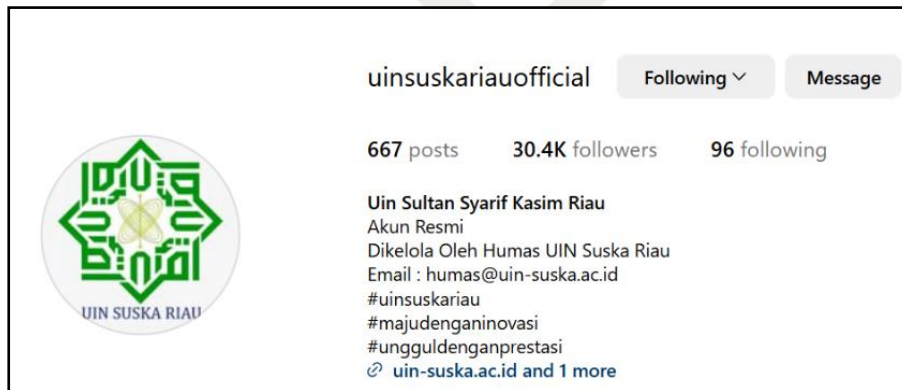 uinsuskariauofficial Following Message
667 posts 30.4K followers 96 following
Uin Sultan Syarif Kasim Riau
Akun Resmi
Dikelola Oleh Humas UIN Suska Riau
Email : humas@uin-suska.ac.id
#uinsuskariau
#majudenganinovasi
#ungguldenganprestasi
uin-suska.ac.id and 1 more
UIN SUSKA RIAU